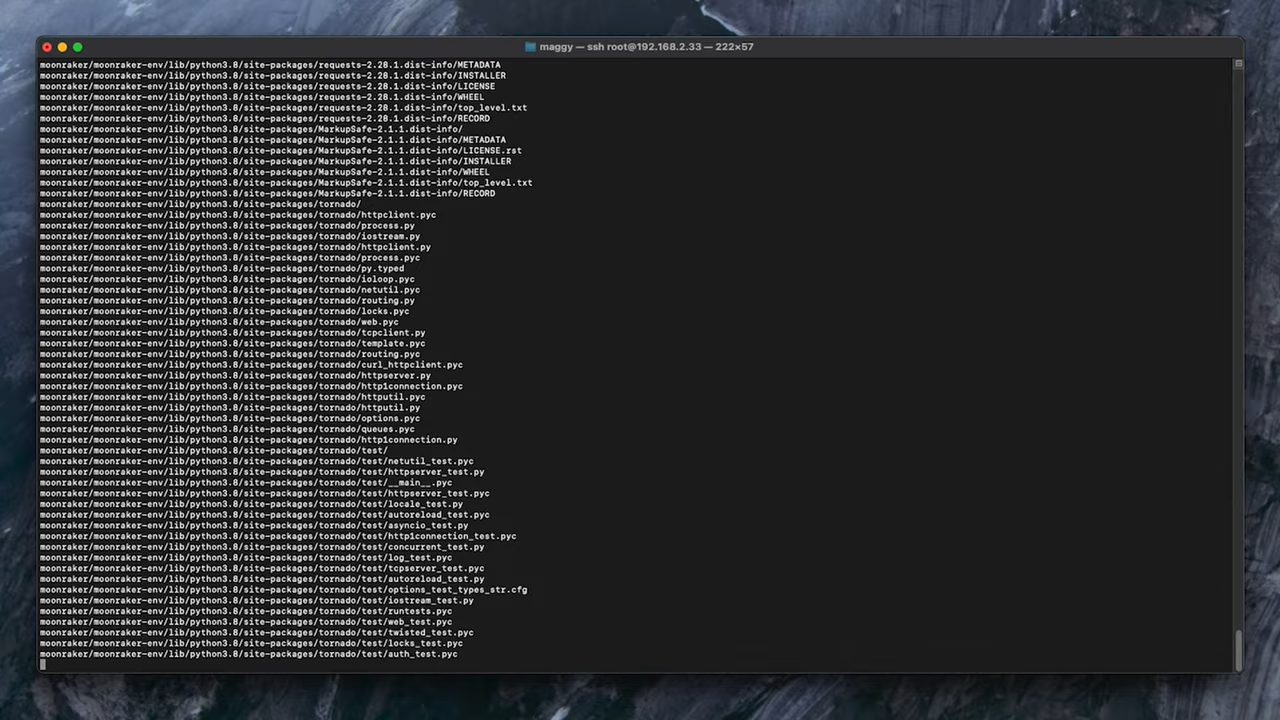 maggy — ssh root@192.168.2.33 — 222×57
moonraker/moonraker-env/lib/python3.8/site-packages/requests-2.28.1.dist-info/METADATA
moonraker/moonraker-env/lib/python3.8/site-packages/requests-2.28.1.dist-info/INSTALLER
moonraker/moonraker-env/lib/python3.8/site-packages/requests-2.28.1.dist-info/LICENSE
moonraker/moonraker-env/lib/python3.8/site-packages/requests-2.28.1.dist-info/WHEEL
moonraker/moonraker-env/lib/python3.8/site-packages/requests-2.28.1.dist-info/top_level.txt
moonraker/moonraker-env/lib/python3.8/site-packages/requests-2.28.1.dist-info/RECORD
moonraker/moonraker-env/lib/python3.8/site-packages/MarkupSafe-2.1.1.dist-info/
moonraker/moonraker-env/lib/python3.8/site-packages/MarkupSafe-2.1.1.dist-info/METADATA
moonraker/moonraker-env/lib/python3.8/site-packages/MarkupSafe-2.1.1.dist-info/LICENSE.rst
moonraker/moonraker-env/lib/python3.8/site-packages/MarkupSafe-2.1.1.dist-info/INSTALLER
moonraker/moonraker-env/lib/python3.8/site-packages/MarkupSafe-2.1.1.dist-info/WHEEL
moonraker/moonraker-env/lib/python3.8/site-packages/MarkupSafe-2.1.1.dist-info/top_level.txt
moonraker/moonraker-env/lib/python3.8/site-packages/MarkupSafe-2.1.1.dist-info/RECORD
moonraker/moonraker-env/lib/python3.8/site-packages/tornado/
moonraker/moonraker-env/lib/python3.8/site-packages/tornado/httpclient.pyc
moonraker/moonraker-env/lib/python3.8/site-packages/tornado/process.py
moonraker/moonraker-env/lib/python3.8/site-packages/tornado/iostream.py
moonraker/moonraker-env/lib/python3.8/site-packages/tornado/httpclient.py
moonraker/moonraker-env/lib/python3.8/site-packages/tornado/process.pyc
moonraker/moonraker-env/lib/python3.8/site-packages/tornado/py.typed
moonraker/moonraker-env/lib/python3.8/site-packages/tornado/ioloop.pyc
moonraker/moonraker-env/lib/python3.8/site-packages/tornado/netutil.pyc
moonraker/moonraker-env/lib/python3.8/site-packages/tornado/routing.py
moonraker/moonraker-env/lib/python3.8/site-packages/tornado/locks.pyc
moonraker/moonraker-env/lib/python3.8/site-packages/tornado/web.pyc
moonraker/moonraker-env/lib/python3.8/site-packages/tornado/tcpclient.py
moonraker/moonraker-env/lib/python3.8/site-packages/tornado/template.pyc
moonraker/moonraker-env/lib/python3.8/site-packages/tornado/routing.pyc
moonraker/moonraker-env/lib/python3.8/site-packages/tornado/curl_httpclient.pyc
moonraker/moonraker-env/lib/python3.8/site-packages/tornado/httpserver.py
moonraker/moonraker-env/lib/python3.8/site-packages/tornado/http1connection.pyc
moonraker/moonraker-env/lib/python3.8/site-packages/tornado/httputil.pyc
moonraker/moonraker-env/lib/python3.8/site-packages/tornado/httputil.py
moonraker/moonraker-env/lib/python3.8/site-packages/tornado/options.pyc
moonraker/moonraker-env/lib/python3.8/site-packages/tornado/queues.pyc
moonraker/moonraker-env/lib/python3.8/site-packages/tornado/http1connection.py
moonraker/moonraker-env/lib/python3.8/site-packages/tornado/test/
moonraker/moonraker-env/lib/python3.8/site-packages/tornado/test/netutil_test.pyc
moonraker/moonraker-env/lib/python3.8/site-packages/tornado/test/httpserver_test.py
moonraker/moonraker-env/lib/python3.8/site-packages/tornado/test/__main__.pyc
moonraker/moonraker-env/lib/python3.8/site-packages/tornado/test/httpserver_test.pyc
moonraker/moonraker-env/lib/python3.8/site-packages/tornado/test/locale_test.py
moonraker/moonraker-env/lib/python3.8/site-packages/tornado/test/autoreload_test.pyc
moonraker/moonraker-env/lib/python3.8/site-packages/tornado/test/asyncio_test.py
moonraker/moonraker-env/lib/python3.8/site-packages/tornado/test/http1connection_test.pyc
moonraker/moonraker-env/lib/python3.8/site-packages/tornado/test/concurrent_test.py
moonraker/moonraker-env/lib/python3.8/site-packages/tornado/test/log_test.pyc
moonraker/moonraker-env/lib/python3.8/site-packages/tornado/test/tcpserver_test.pyc
moonraker/moonraker-env/lib/python3.8/site-packages/tornado/test/autoreload_test.py
moonraker/moonraker-env/lib/python3.8/site-packages/tornado/test/options_test_types_str.cfg
moonraker/moonraker-env/lib/python3.8/site-packages/tornado/test/iostream_test.py
moonraker/moonraker-env/lib/python3.8/site-packages/tornado/test/runtests.pyc
moonraker/moonraker-env/lib/python3.8/site-packages/tornado/test/web_test.pyc
moonraker/moonraker-env/lib/python3.8/site-packages/tornado/test/twisted_test.pyc
moonraker/moonraker-env/lib/python3.8/site-packages/tornado/test/locks_test.pyc
moonraker/moonraker-env/lib/python3.8/site-packages/tornado/test/auth_test.pyc